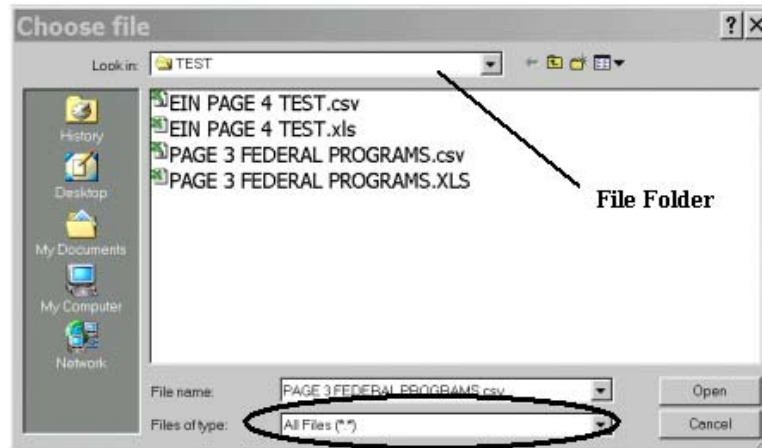 Choose file
Look in: TEST
EIN PAGE 4 TEST.csv
EIN PAGE 4 TEST.xls
PAGE 3 FEDERAL PROGRAMS.csv
PAGE 3 FEDERAL PROGRAMS.XLS
History
Desktop
My Documents
My Computer
Network
File Folder
File name: PAGE 3 FEDERAL PROGRAMS.csv
Open
Files of type: All Files (*.*)
Cancel